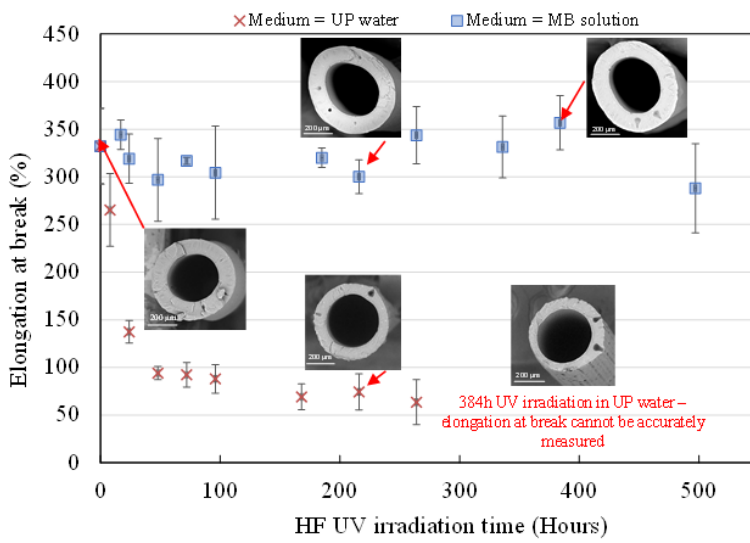 Medium = UP water
Medium = MB solution
450
400
350
300
250
200
150
100
50
0
Elongation at break (%)
200 µm
200 µm
200 µm
200 µm
200 µm
384h UV irradiation in UP water –
elongation at break cannot be accurately
measured
0
100
200
300
400
500
HF UV irradiation time (Hours)